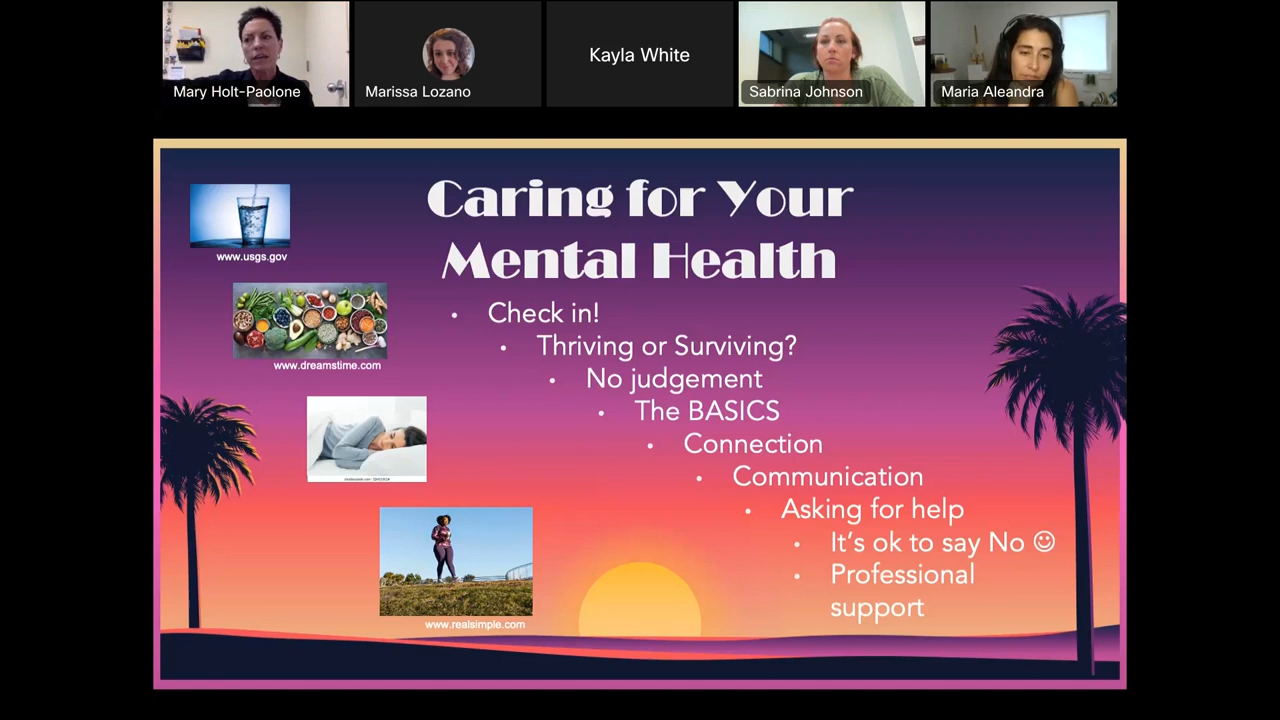 Mary Holt-Paolone
Marissa Lozano
Kayla White
Sabrina Johnson
Maria Aleandra
Caring for Your
Mental Health
www.usgs.gov
www.dreamstime.com
www.realsimple.com
• Check in!
• Thriving or Surviving?
• No judgement
• The BASICS
• Connection
• Communication
• Asking for help
• It's ok to say No ☺
• Professional
support